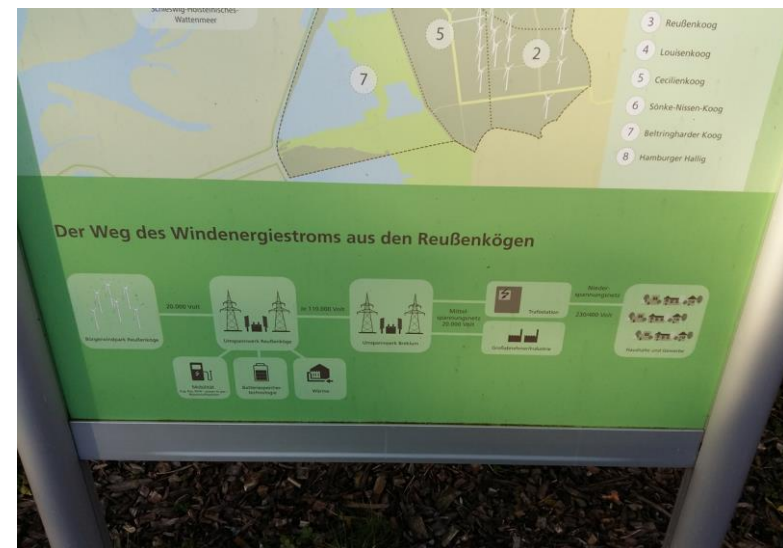 Schleswig-Holsteinisches-
Wattenmeer
5
2
7
3 Reußenkoog
4 Louisenkoog
5 Cecilienkoog
6 Sönke-Nissen-Koog
7 Beltringharder Koog
8 Hamburger Hallig
Der Weg des Windenergiestroms aus den Reußenkögen
Bürgerwindpark Reußenköge
20.000 Volt
Umspannwerk Reußenköge
in 110.000 Volt
Umspannwerk Breklum
Mittel
spannungsnetz
20.000 Volt
Trafostation
Großabnehmer/Industrie
Nieder
spannungsnetz
230/400 Volt
Haushalte und Gewerbe
Mobilität
Batteriespeicher-
technologie
Wärme